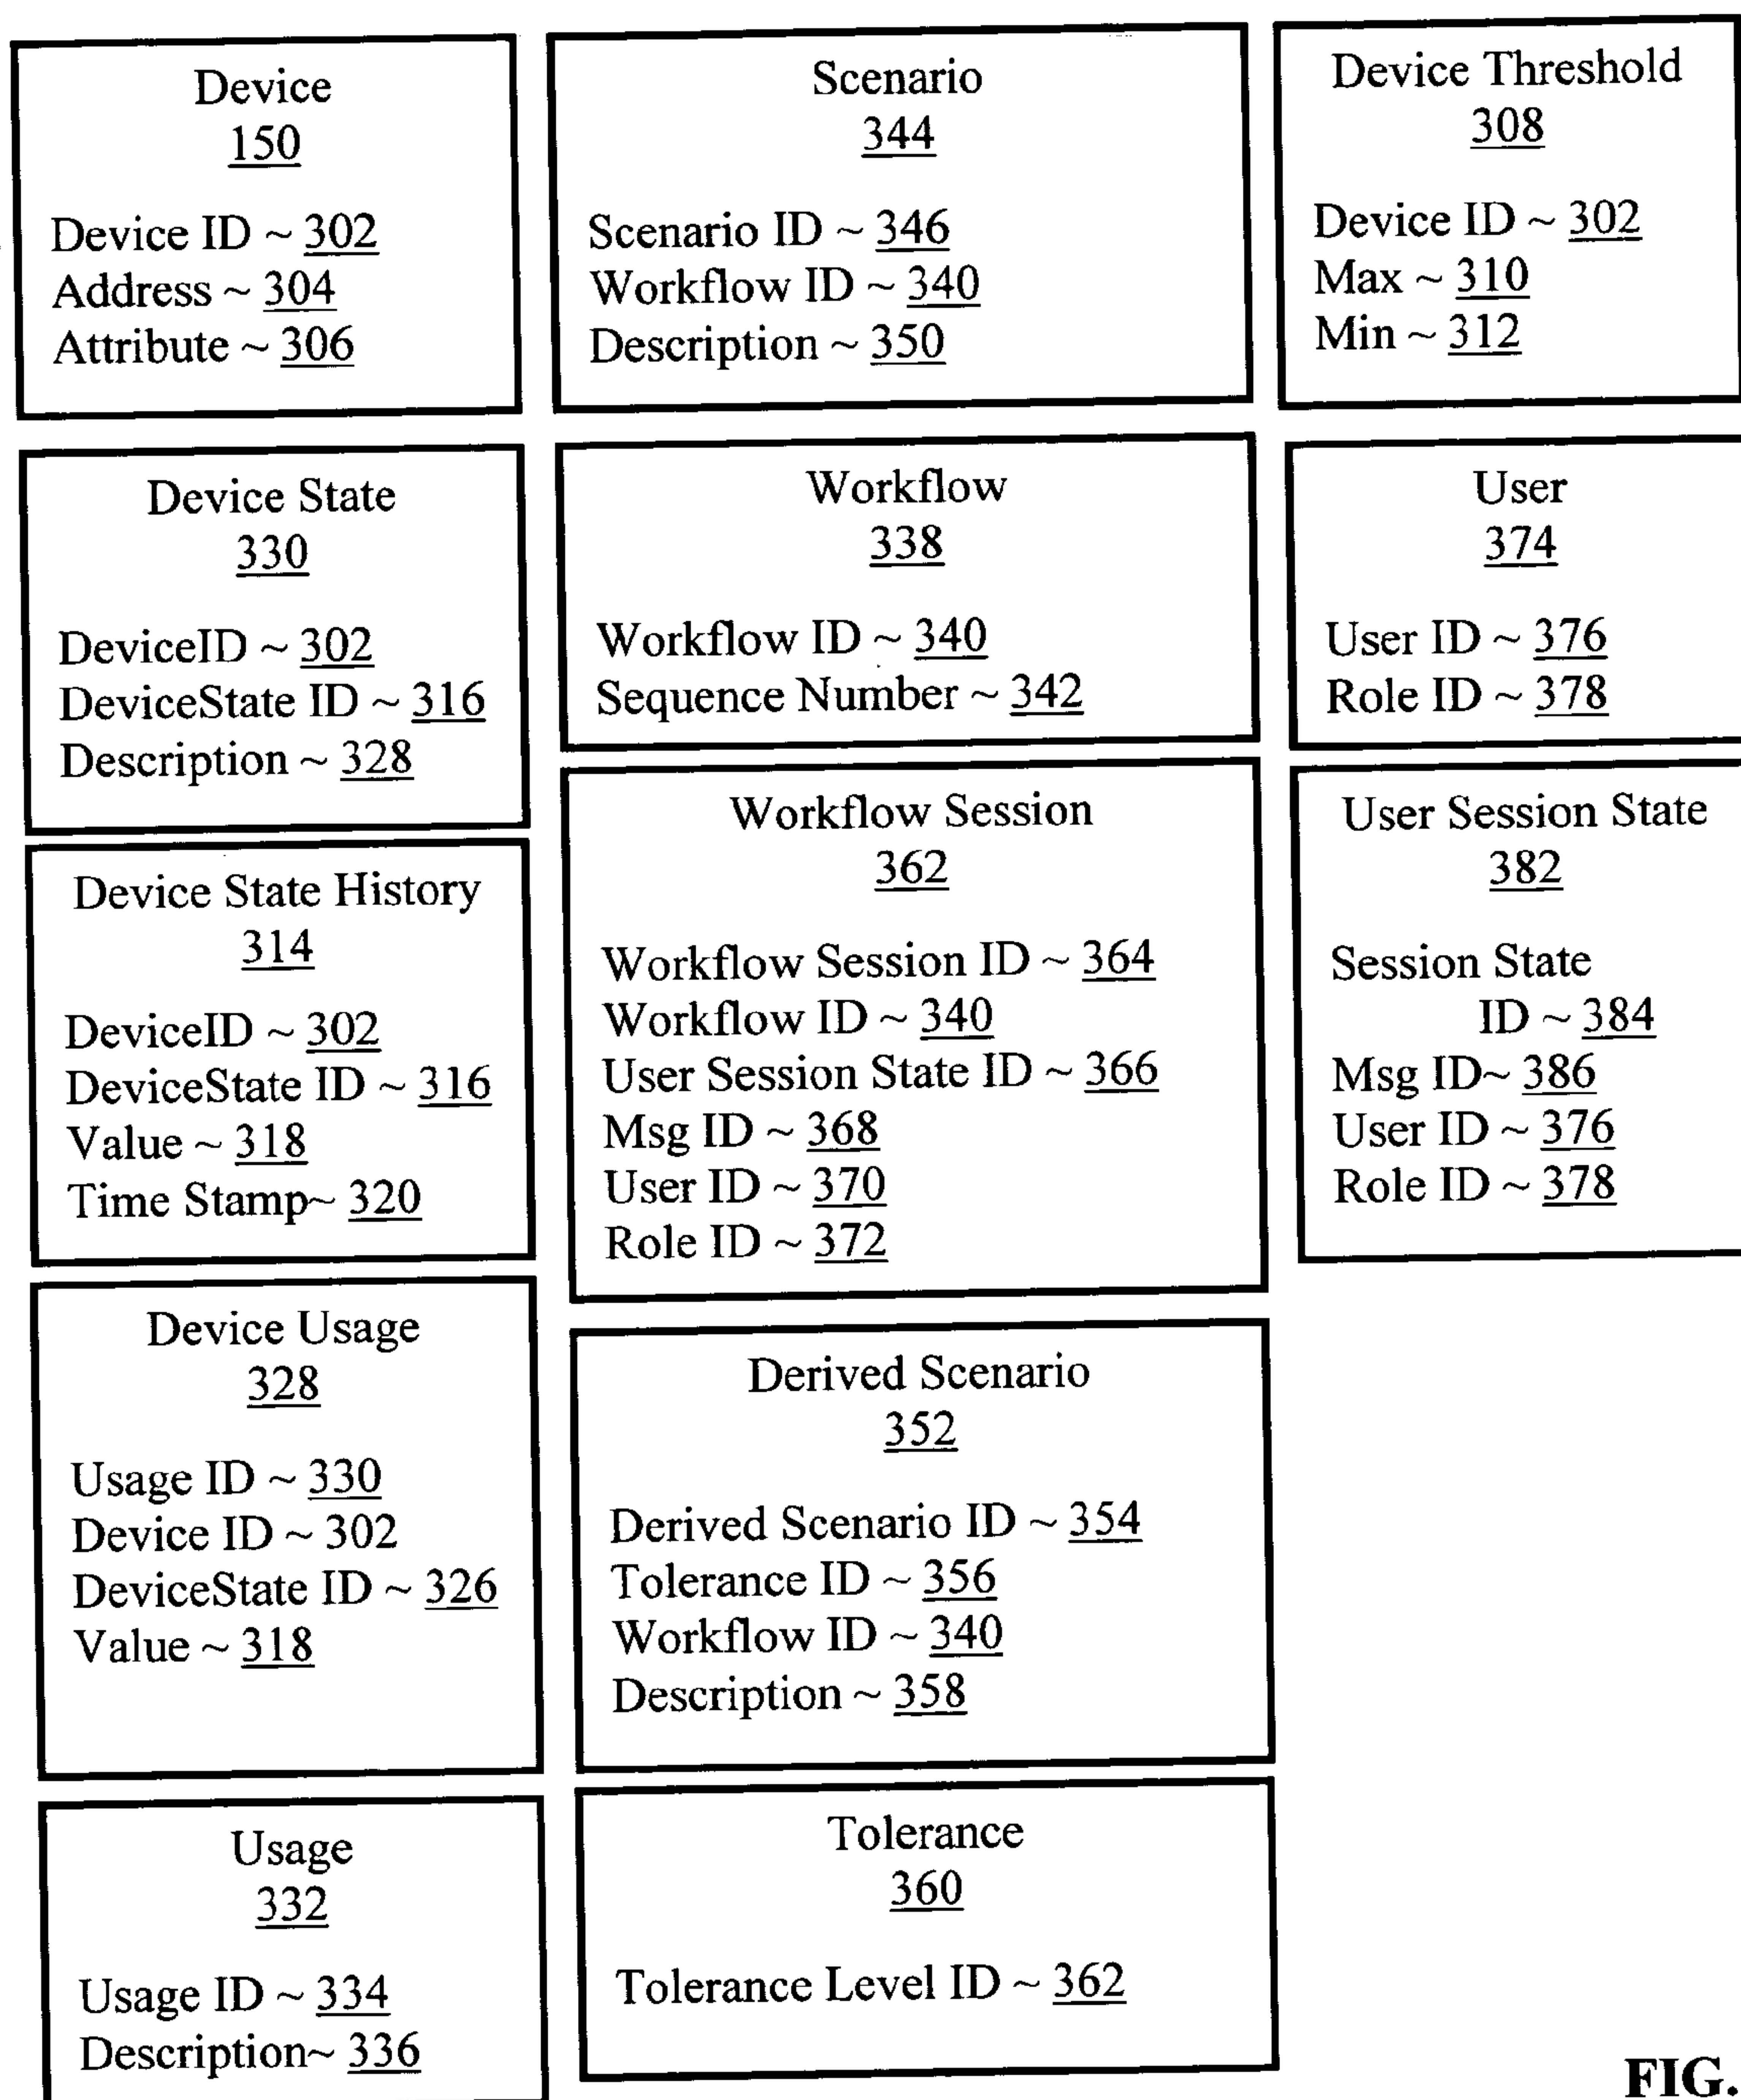 Device
150
Device ID ~ 302
Address ~ 304
Attribute ~ 306
Device State
330
DeviceID ~ 302
DeviceState ID ~ 316
Description ~ 328
Device State History
314
DeviceID ~ 302
DeviceState ID ~ 316
Value ~ 318
Time Stamp~ 320
Device Usage
328
Usage ID ~ 330
Device ID ~ 302
DeviceState ID ~ 326
Value ~ 318
Usage
332
Usage ID ~ 334
Description~ 336
Scenario
344
Scenario ID ~ 346
Workflow ID ~ 340
Description ~ 350
Workflow
338
Workflow ID ~ 340
Sequence Number ~ 342
Workflow Session
362
Workflow Session ID ~ 364
Workflow ID ~ 340
User Session State ID ~ 366
Msg ID ~ 368
User ID ~ 370
Role ID ~ 372
Derived Scenario
352
Derived Scenario ID ~ 354
Tolerance ID ~ 356
Workflow ID ~ 340
Description ~ 358
Tolerance
360
Tolerance Level ID ~ 362
Device Threshold
308
Device ID ~ 302
Max ~ 310
Min ~ 312
User
374
User ID ~ 376
Role ID ~ 378
User Session State
382
Session State
ID ~ 384
Msg ID~ 386
User ID ~ 376
Role ID ~ 378
FIG.